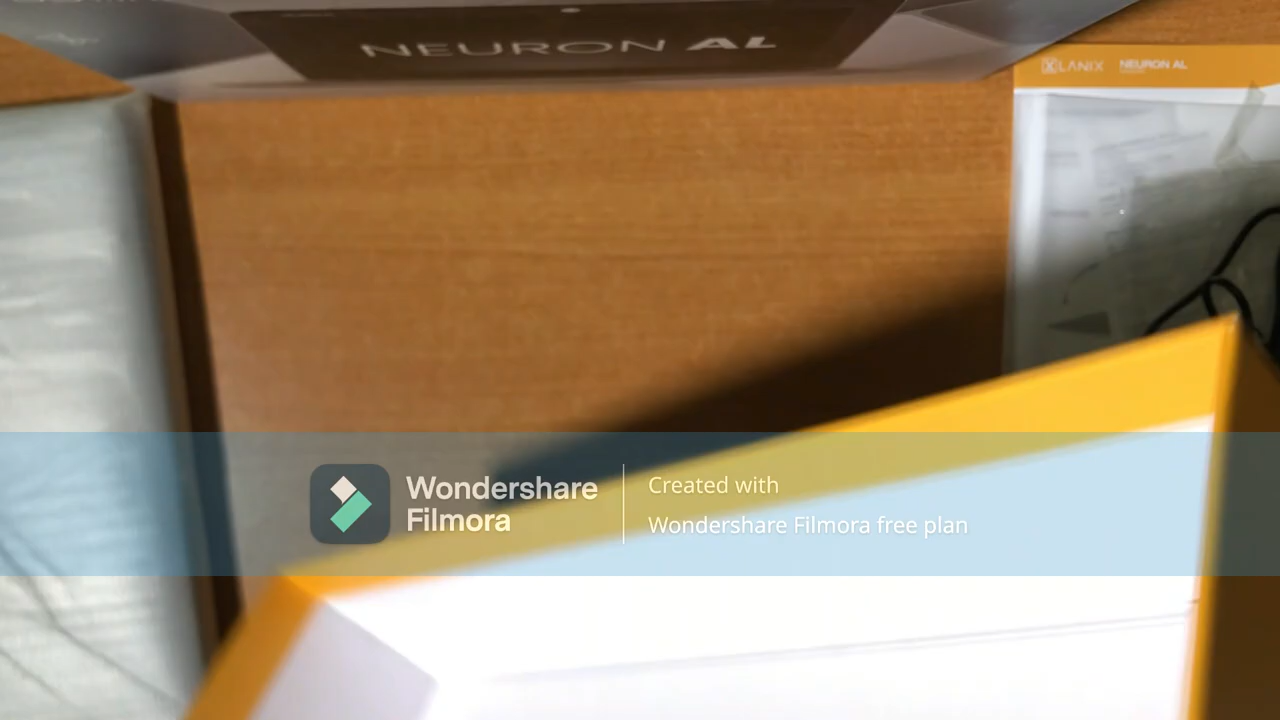 NEURON AL
LANIX NEURON AL
Wondershare
Filmora
Created with
Wondershare Filmora free plan